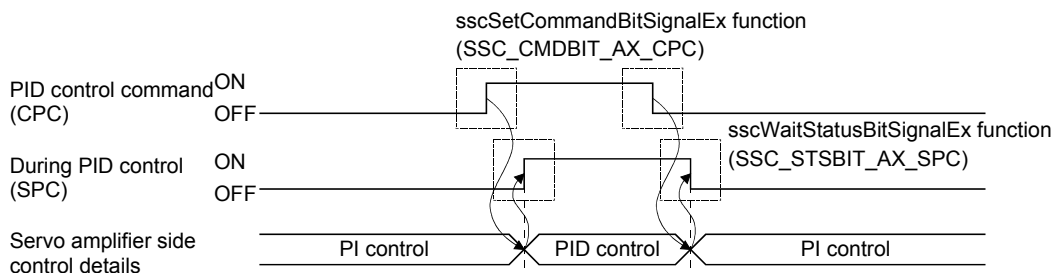 sscSetCommandBitSignalEx function
(SSC_CMDBIT_AX_CPC)
PID control command
(CPC)
ON
OFF
sscWaitStatusBitSignalEx function
(SSC_STSBIT_AX_SPC)
During PID control
(SPC)
ON
OFF
Servo amplifier side
control details
PI control
PID control
PI control